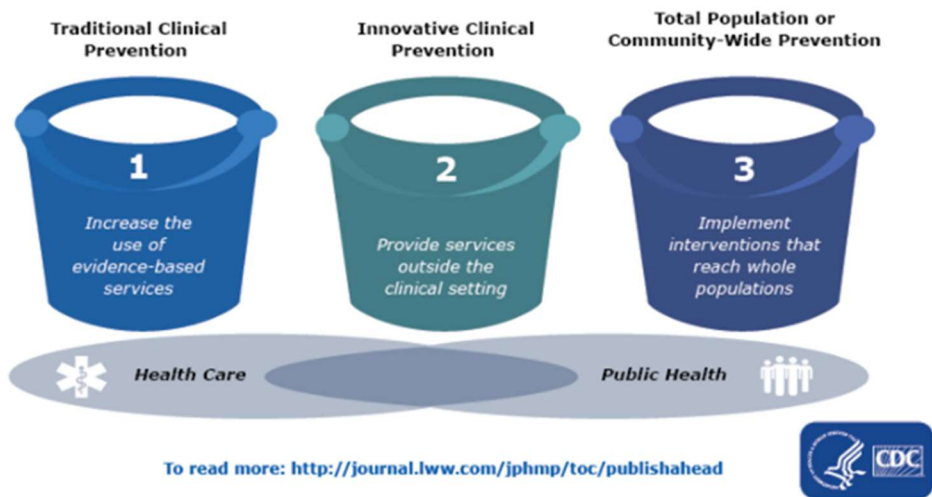 Traditional Clinical
Prevention
Innovative Clinical
Prevention
Total Population or
Community-Wide Prevention
1
Increase the
use of
evidence-based
services
2
Provide services
outside the
clinical setting
3
Implement
interventions that
reach whole
populations
Health Care
Public Health
To read more: http://journal.lww.com/jphmp/toc/publishahead
CDC